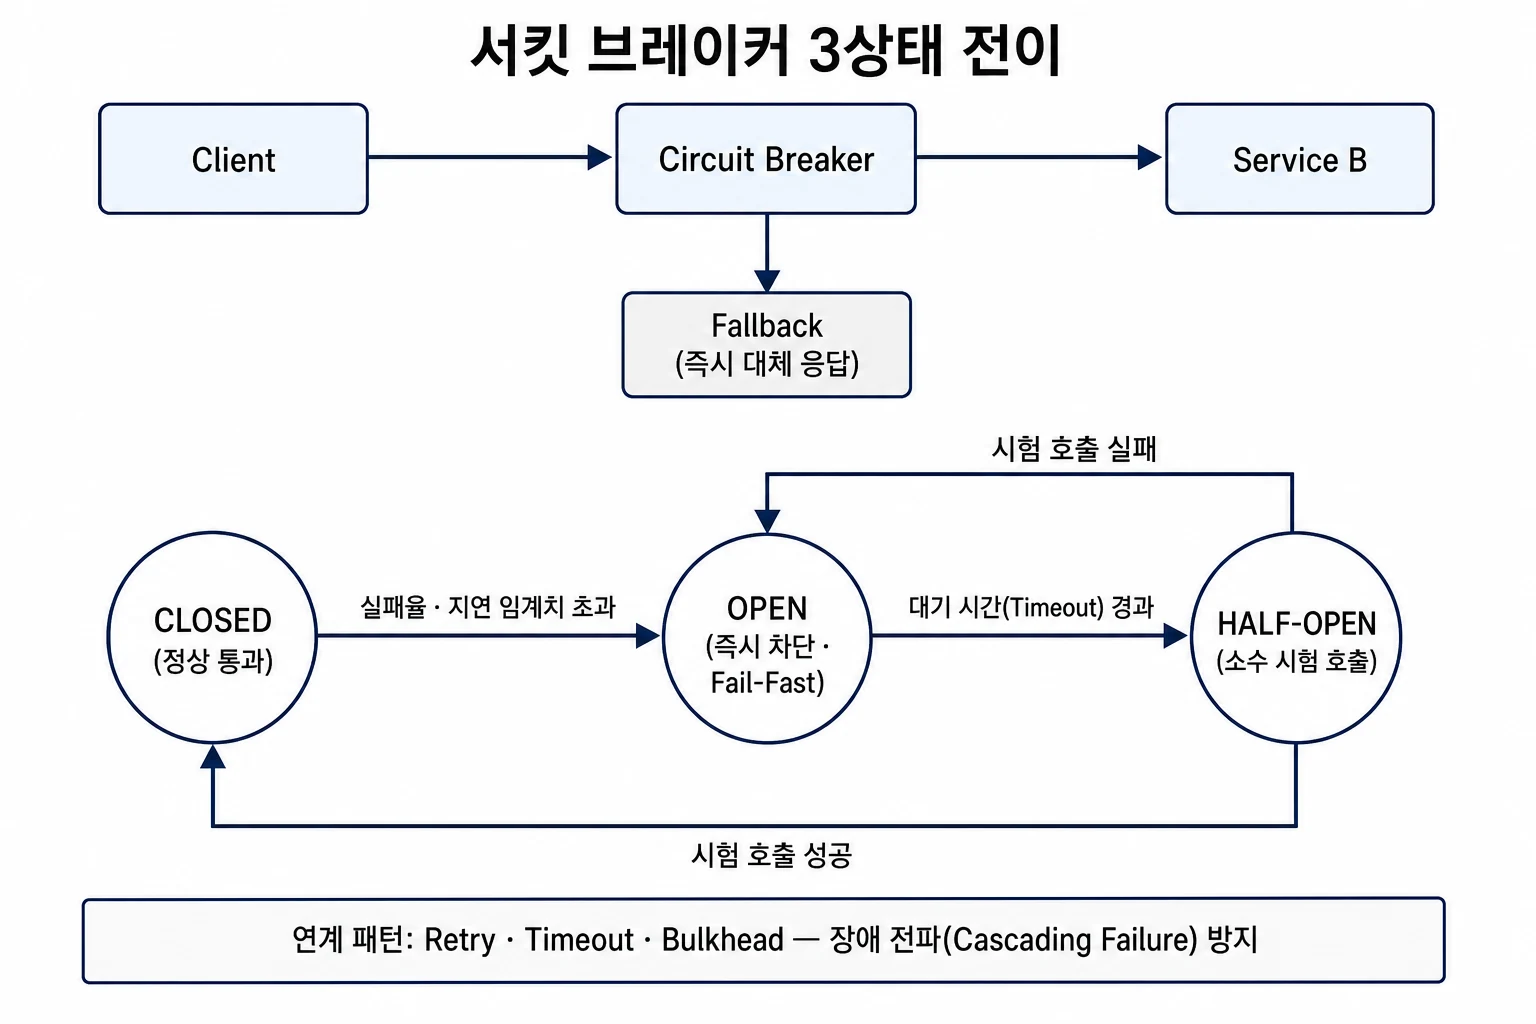 서킷 브레이커 3상태 전이
Client
Circuit Breaker
Service B
Fallback
(즉시 대체 응답)
시험 호출 실패
CLOSED
(정상 통과)
실패율 · 지연 임계치 초과
OPEN
(즉시 차단 ·
Fail-Fast)
대기 시간(Timeout) 경과
HALF-OPEN
(소수 시험 호출)
시험 호출 성공
연계 패턴: Retry · Timeout · Bulkhead — 장애 전파(Cascading Failure) 방지